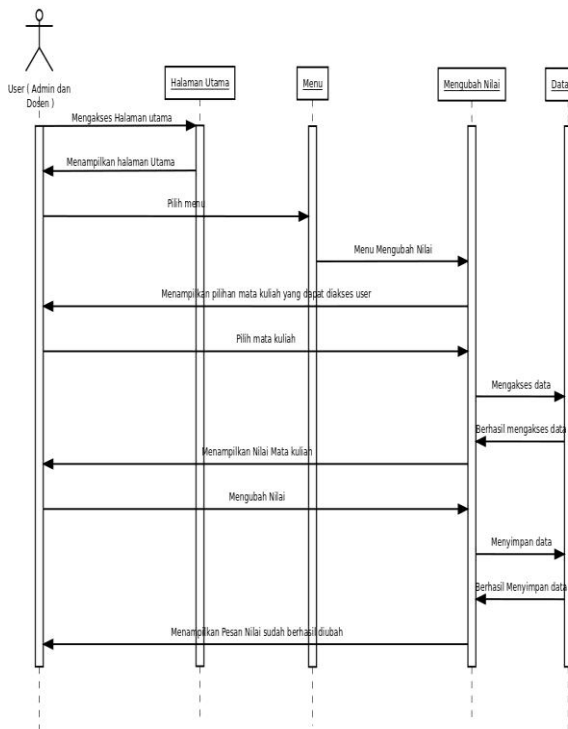 User ( Admin dan
Dosen )
Halaman Utama
Menu
Mengubah Nilai
Data
Mengakses Halaman utama
Menampilkan halaman Utama
Pilih menu
Menu Mengubah Nilai
Menampilkan pilihan mata kuliah yang dapat diakses user
Pilih mata kuliah
Mengakses data
Berhasil mengakses data
Menampilkan Nilai Mata kuliah
Mengubah Nilai
Menyimpan data
Berhasil Menyimpan data
Menampilkan Pesan Nilai sudah berhasil diubah